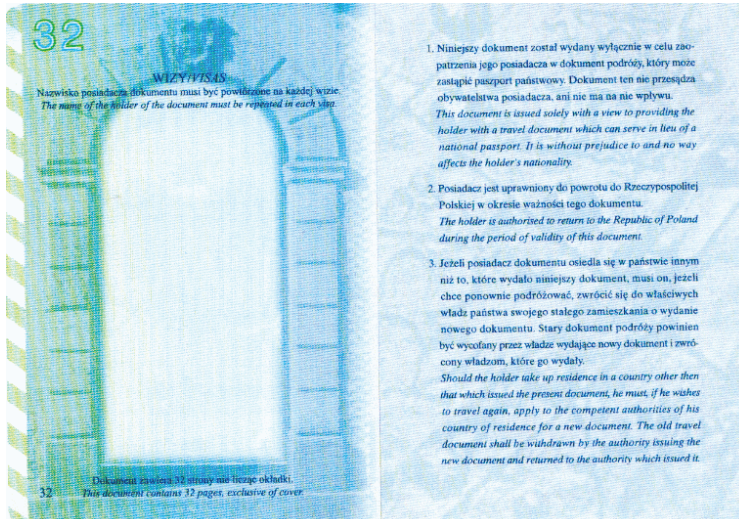 32
WIZY/VISAS
Nazwisko posiadacza dokumentu musi być powtórzone na każdej wizie.
The name of the holder of the document must be repeated in each visa.
Dokument zawiera 32 strony nie licząc okładki.
32 This document contains 32 pages, exclusive of cover.
1. Niniejszy dokument został wydany wyłącznie w celu zao-
patrzenia jego posiadacza w dokument podróży, który może
zastąpić paszport państwowy. Dokument ten nie przesądza
obywatelstwa posiadacza, ani nie ma na nie wpływu.
This document is issued solely with a view to providing the
holder with a travel document which can serve in lieu of a
national passport. It is without prejudice to and no way
affects the holder's nationality.
2. Posiadacz jest uprawniony do powrotu do Rzeczypospolitej
Polskiej w okresie ważności tego dokumentu.
The holder is authorised to return to the Republic of Poland
during the period of validity of this document.
3. Jeżeli posiadacz dokumentu osiedla się w państwie innym
niż to, które wydało niniejszy dokument, musi on, jeżeli
chce ponownie podróżować, zwrócić się do właściwych
władz państwa swojego stałego zamieszkania o wydanie
nowego dokumentu. Stary dokument podróży powinien
być wycofany przez władze wydające nowy dokument i zwró-
cony władzom, które go wydały.
Should the holder take up residence in a country other then
that which issued the present document, he must, if he wishes
to travel again, apply to the competent authorities of his
country of residence for a new document. The old travel
document shall be withdrawn by the authority issuing the
new document and returned to the authority which issued it.